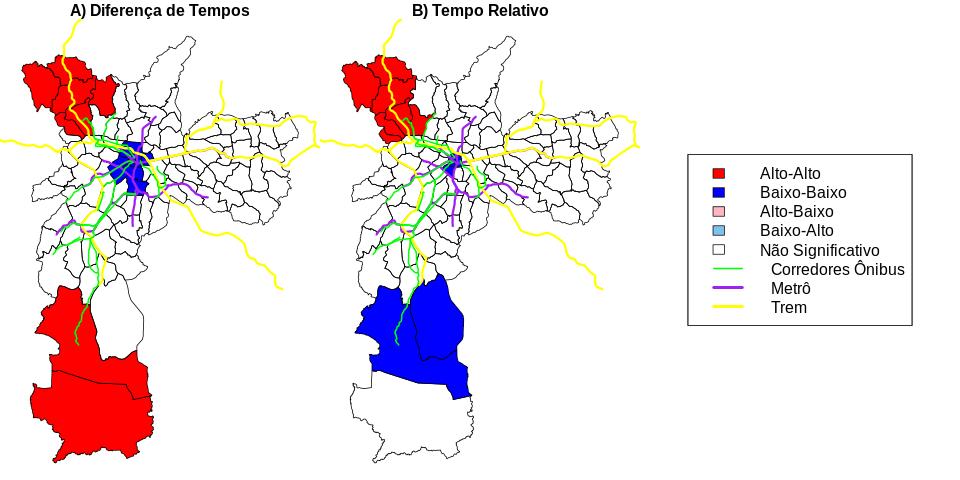 A) Diferença de Tempos
B) Tempo Relativo
Alto-Alto
Baixo-Baixo
Alto-Baixo
Baixo-Alto
Não Significativo
Corredores Ônibus
Metrô
Trem